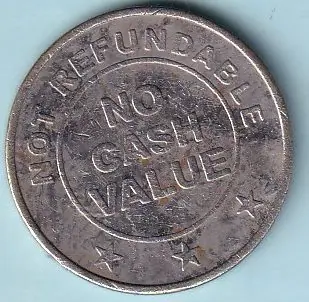 NOT REFUNDABLE
NO
CASH
VALUE